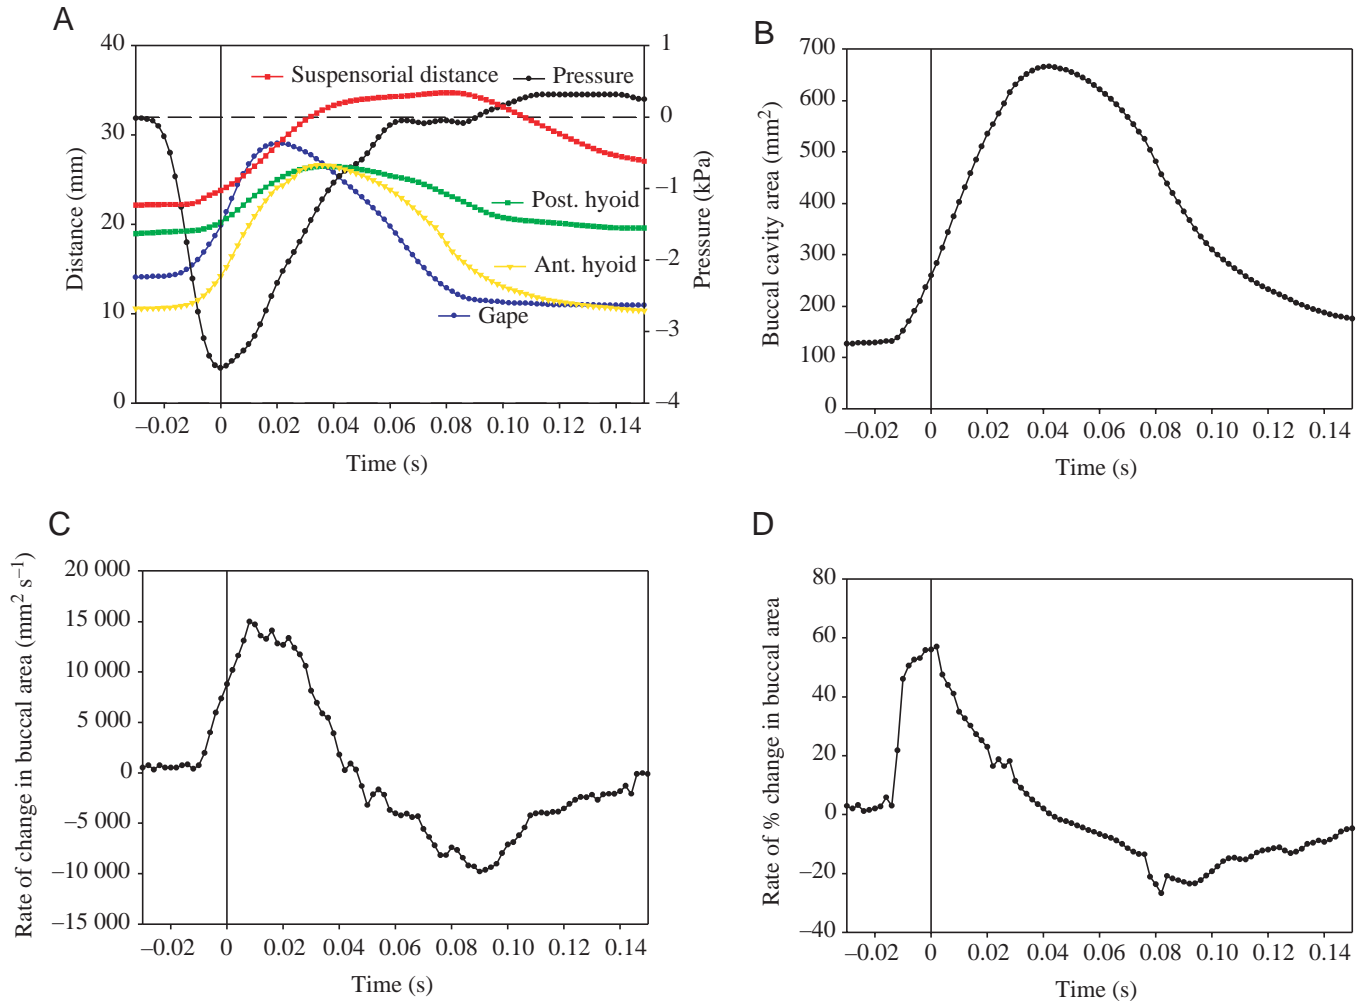 A
40
30
20
10
0
Distance (mm)
–0.02 0 0.02 0.04 0.06 0.08 0.10 0.12 0.14
Time (s)
1
0
–1
–2
–3
–4
Pressure (kPa)
Suspensorial distance
Pressure
Post. hyoid
Ant. hyoid
Gape
B
700
600
500
400
300
200
100
0
Buccal cavity area (mm2)
–0.02 0 0.02 0.04 0.06 0.08 0.10 0.12 0.14
Time (s)
C
20 000
15 000
10 000
5 000
0
–5 000
–10 000
–15 000
Rate of change in buccal area (mm2 s–1)
–0.02 0 0.02 0.04 0.06 0.08 0.10 0.12 0.14
Time (s)
D
80
60
40
20
0
–20
–40
Rate of % change in buccal area
–0.02 0 0.02 0.04 0.06 0.08 0.10 0.12 0.14
Time (s)